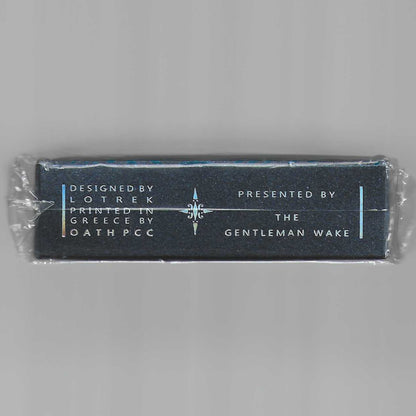 DESIGNED BY
LOTREK
PRINTED IN
GREECE BY
OATH PCC
PRESENTED BY
THE
GENTLEMAN WAKE